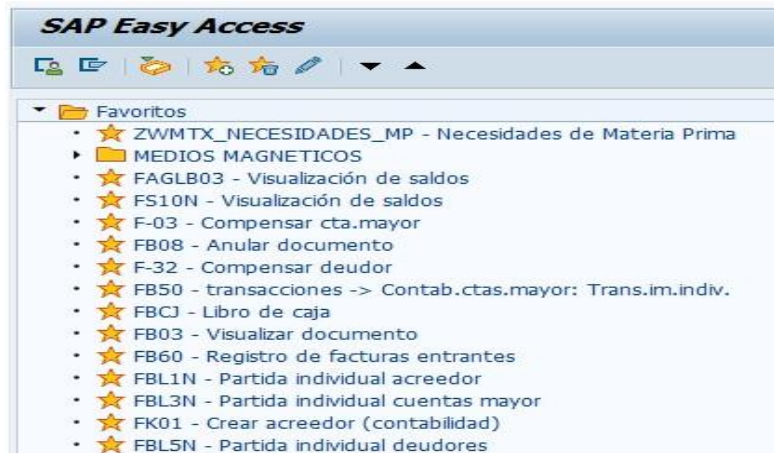 SAP Easy Access
Favoritos
ZWMTX_NECESIDADES_MP - Necesidades de Materia Prima
MEDIOS MAGNETICOS
FAGLB03 - Visualización de saldos
FS10N - Visualización de saldos
F-03 - Compensar cta.mayor
FB08 - Anular documento
F-32 - Compensar deudor
FB50 - transacciones -> Contab.ctas.mayor: Trans.im.indiv.
FBCJ - Libro de caja
FB03 - Visualizar documento
FB60 - Registro de facturas entrantes
FBL1N - Partida individual acreedor
FBL3N - Partida individual cuentas mayor
FK01 - Crear acreedor (contabilidad)
FBL5N - Partida individual deudores